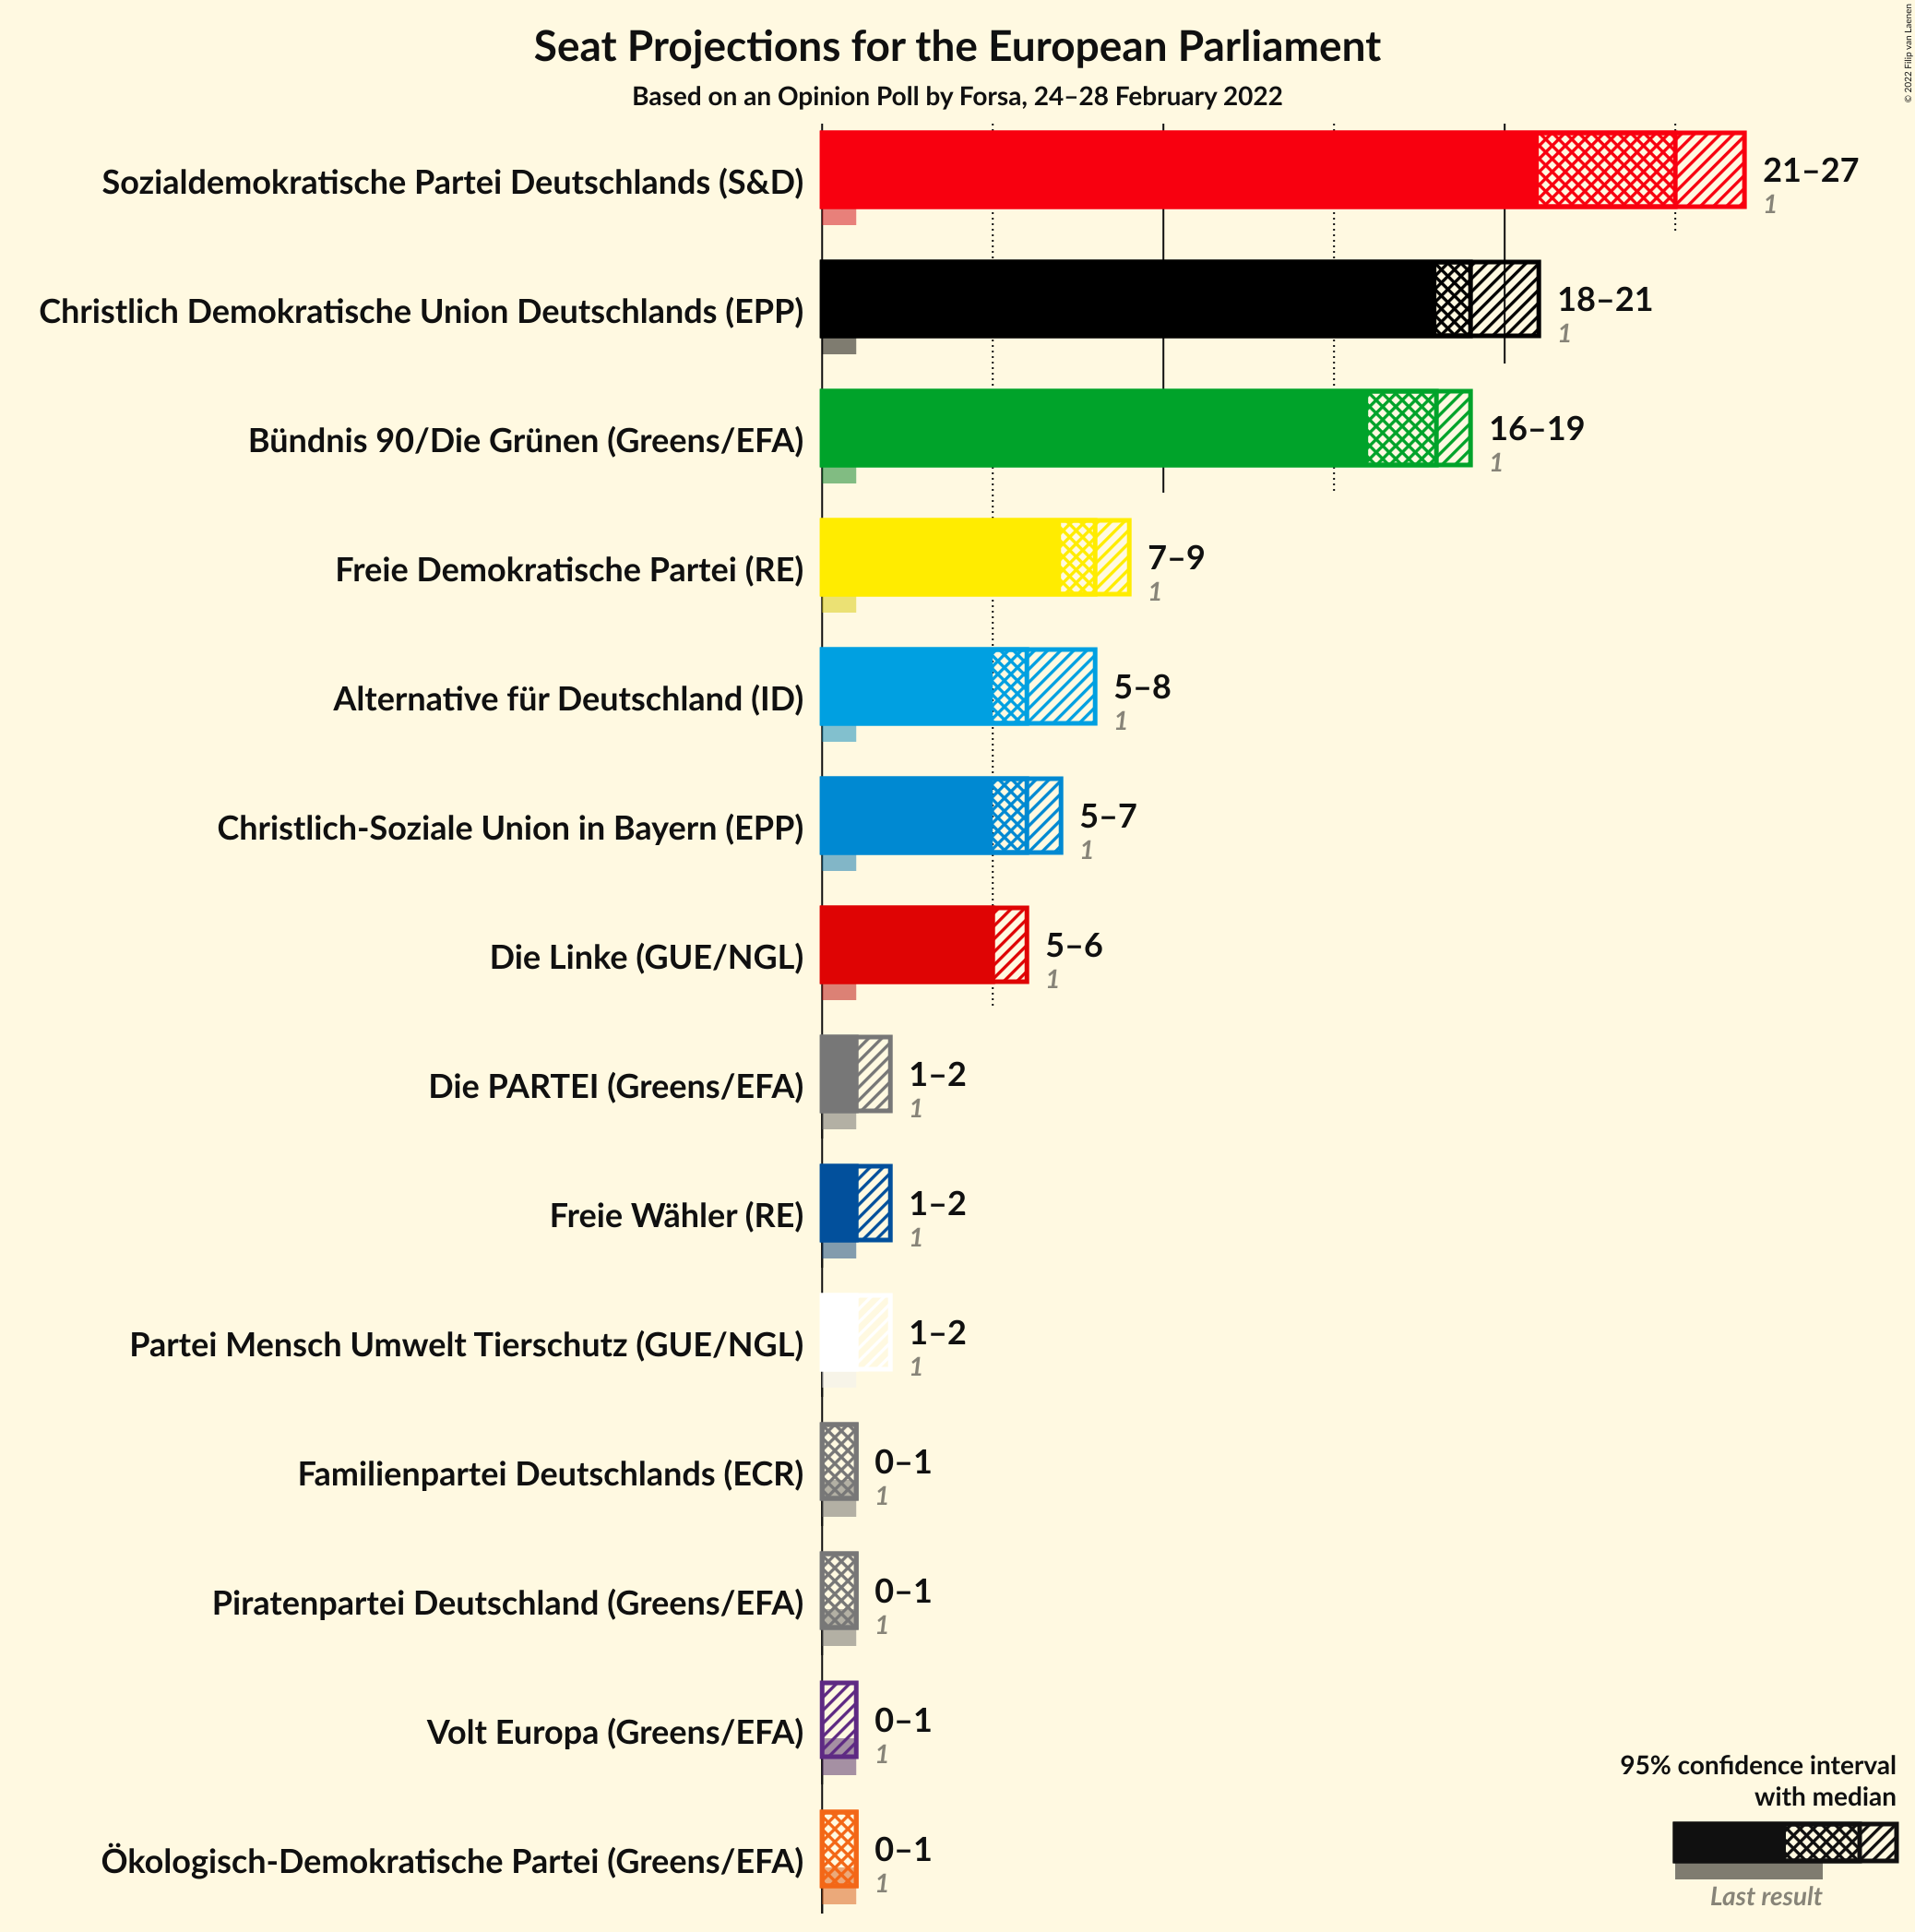 Seat Projections for the European Parliament
Based on an Opinion Poll by Forsa, 24–28 February 2022
© 2022 Filip van Laenen
Sozialdemokratische Partei Deutschlands (S&D)
21–27
1
Christlich Demokratische Union Deutschlands (EPP)
18–21
1
Bündnis 90/Die Grünen (Greens/EFA)
16–19
1
Freie Demokratische Partei (RE)
7–9
1
Alternative für Deutschland (ID)
5–8
1
Christlich-Soziale Union in Bayern (EPP)
5–7
1
Die Linke (GUE/NGL)
5–6
1
Die PARTEI (Greens/EFA)
1–2
1
Freie Wähler (RE)
1–2
1
Partei Mensch Umwelt Tierschutz (GUE/NGL)
1–2
1
Familienpartei Deutschlands (ECR)
0–1
1
Piratenpartei Deutschland (Greens/EFA)
0–1
1
Volt Europa (Greens/EFA)
0–1
1
Ökologisch-Demokratische Partei (Greens/EFA)
0–1
1
95% confidence interval
with median
Last result